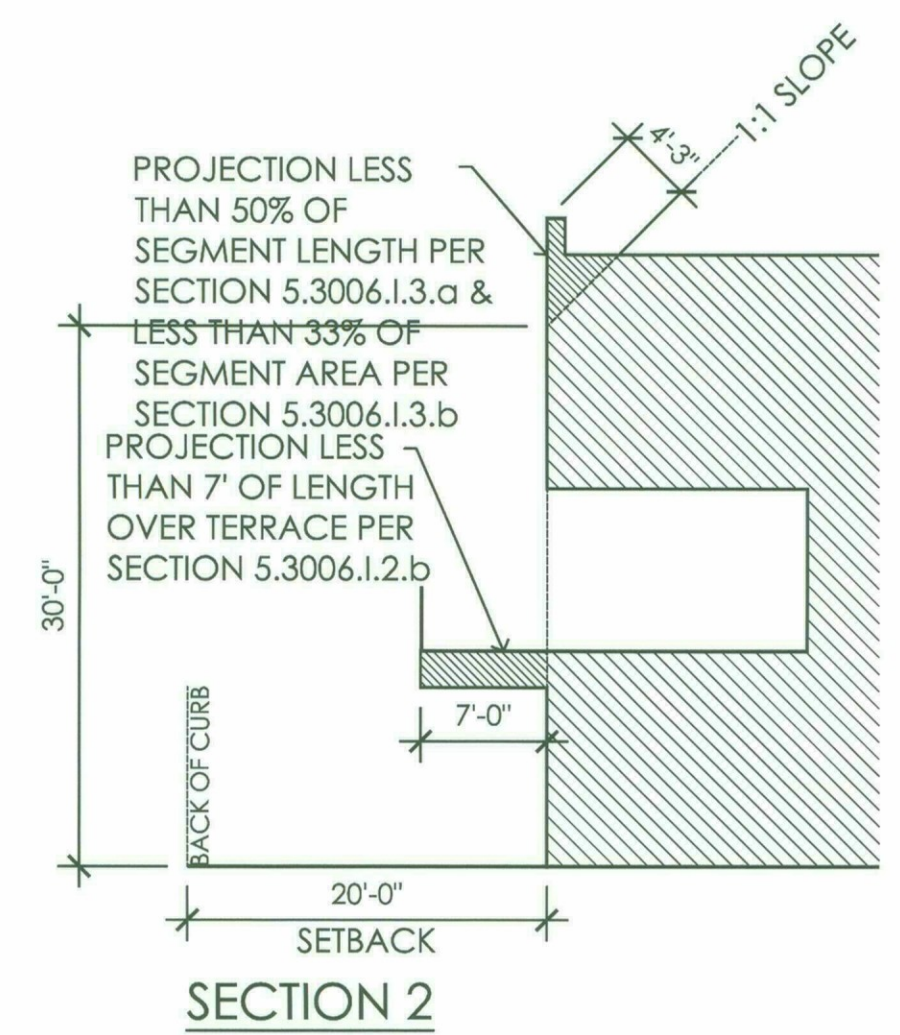 1:1 SLOPE
4'-3"
PROJECTION LESS
THAN 50% OF
SEGMENT LENGTH PER
SECTION 5.3006.I.3.a &
LESS THAN 33% OF
SEGMENT AREA PER
SECTION 5.3006.I.3.b
PROJECTION LESS
THAN 7' OF LENGTH
OVER TERRACE PER
SECTION 5.3006.I.2.b
30'-0"
BACK OF CURB
7'-0"
20'-0"
SETBACK
SECTION 2